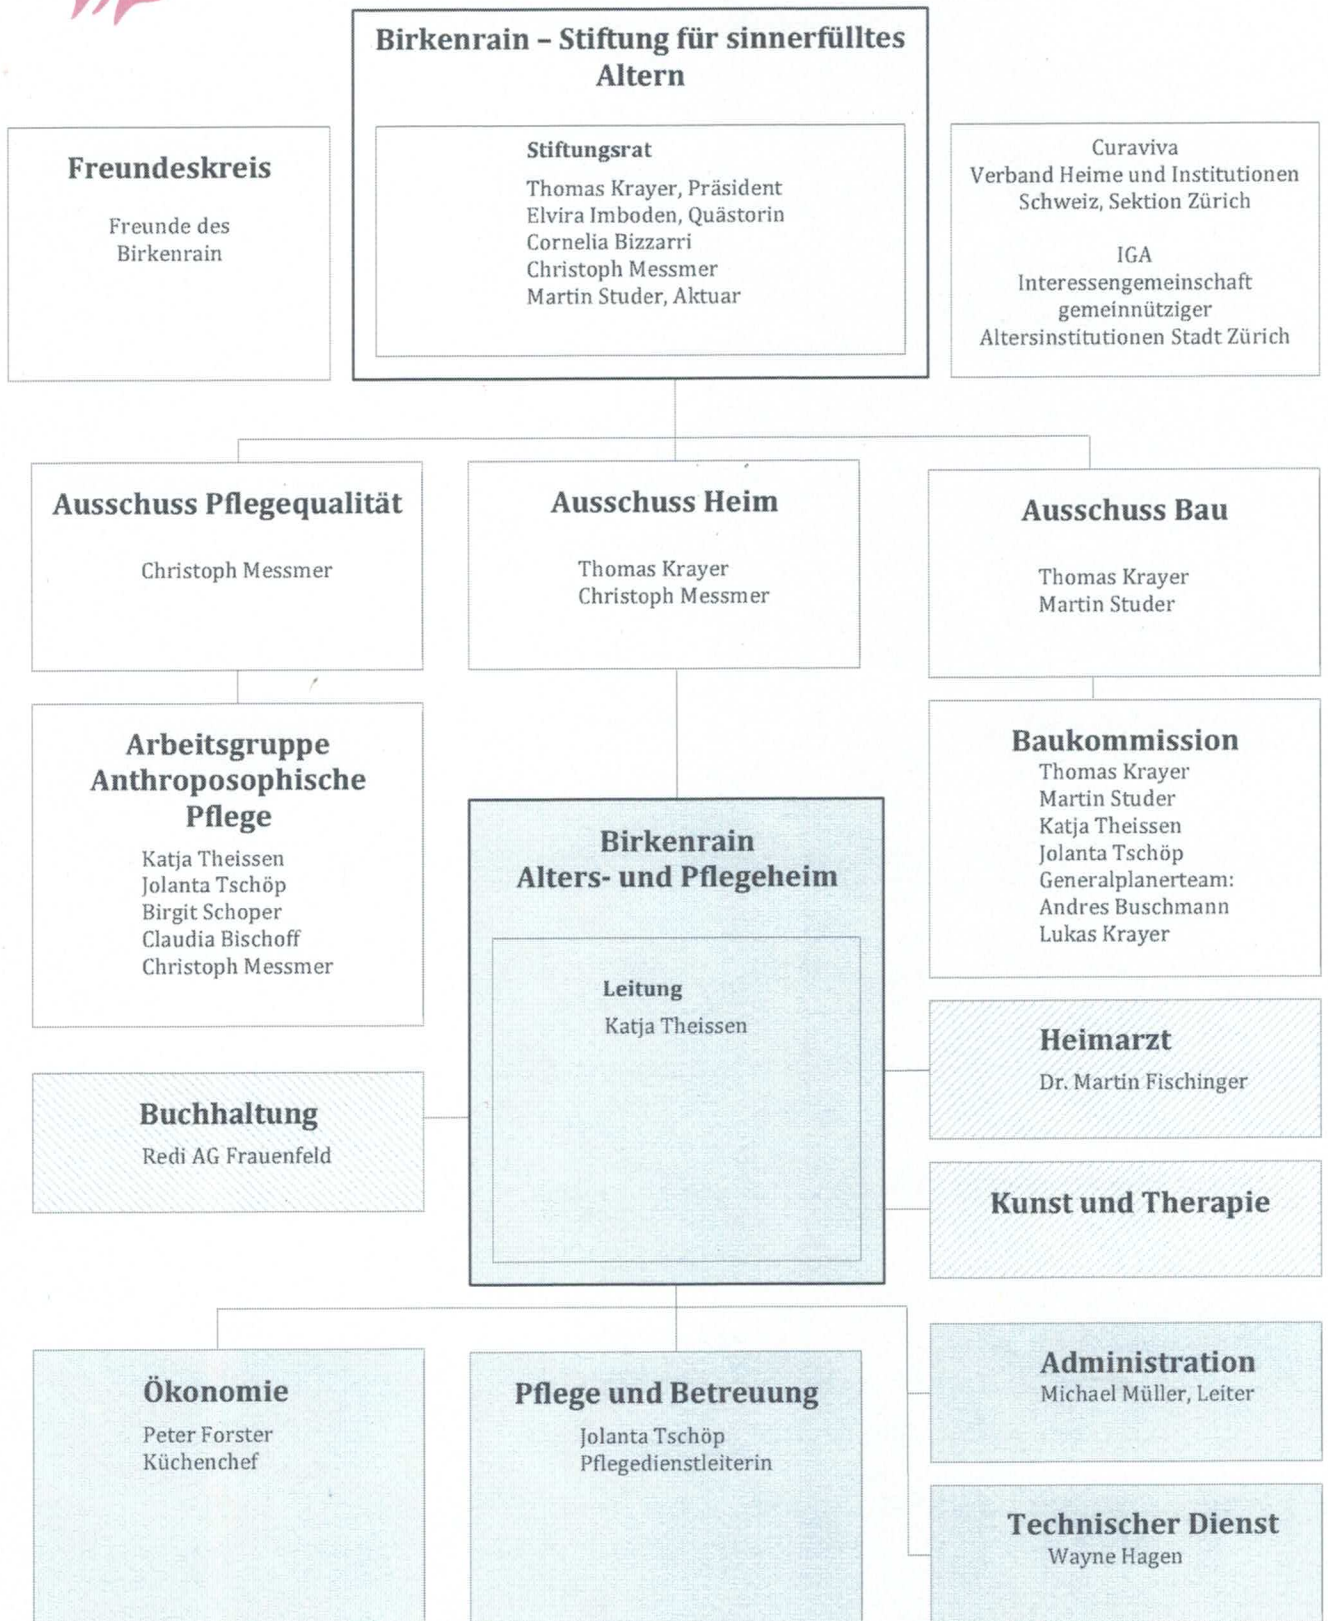 Birkenrain – Stiftung für sinnerfülltes
Altern
Freundeskreis
Freunde des
Birkenrain
Stiftungsrat
Thomas Krayer, Präsident
Elvira Imboden, Quästorin
Cornelia Bizzarri
Christoph Messmer
Martin Studer, Aktuar
Curaviva
Verband Heime und Institutionen
Schweiz, Sektion Zürich
IGA
Interessengemeinschaft
gemeinnütziger
Altersinstitutionen Stadt Zürich
Ausschuss Pflegequalität
Christoph Messmer
Ausschuss Heim
Thomas Krayer
Christoph Messmer
Ausschuss Bau
Thomas Krayer
Martin Studer
Arbeitsgruppe
Anthroposophische
Pflege
Katja Theissen
Jolanta Tschöp
Birgit Schoper
Claudia Bischoff
Christoph Messmer
Birkenrain
Alters- und Pflegeheim
Leitung
Katja Theissen
Baukommission
Thomas Krayer
Martin Studer
Katja Theissen
Jolanta Tschöp
Generalplanerteam:
Andres Buschmann
Lukas Krayer
Buchhaltung
Redi AG Frauenfeld
Heimarzt
Dr. Martin Fischinger
Kunst und Therapie
Ökonomie
Peter Forster
Küchenchef
Pflege und Betreuung
Jolanta Tschöp
Pflegedienstleiterin
Administration
Michael Müller, Leiter
Technischer Dienst
Wayne Hagen